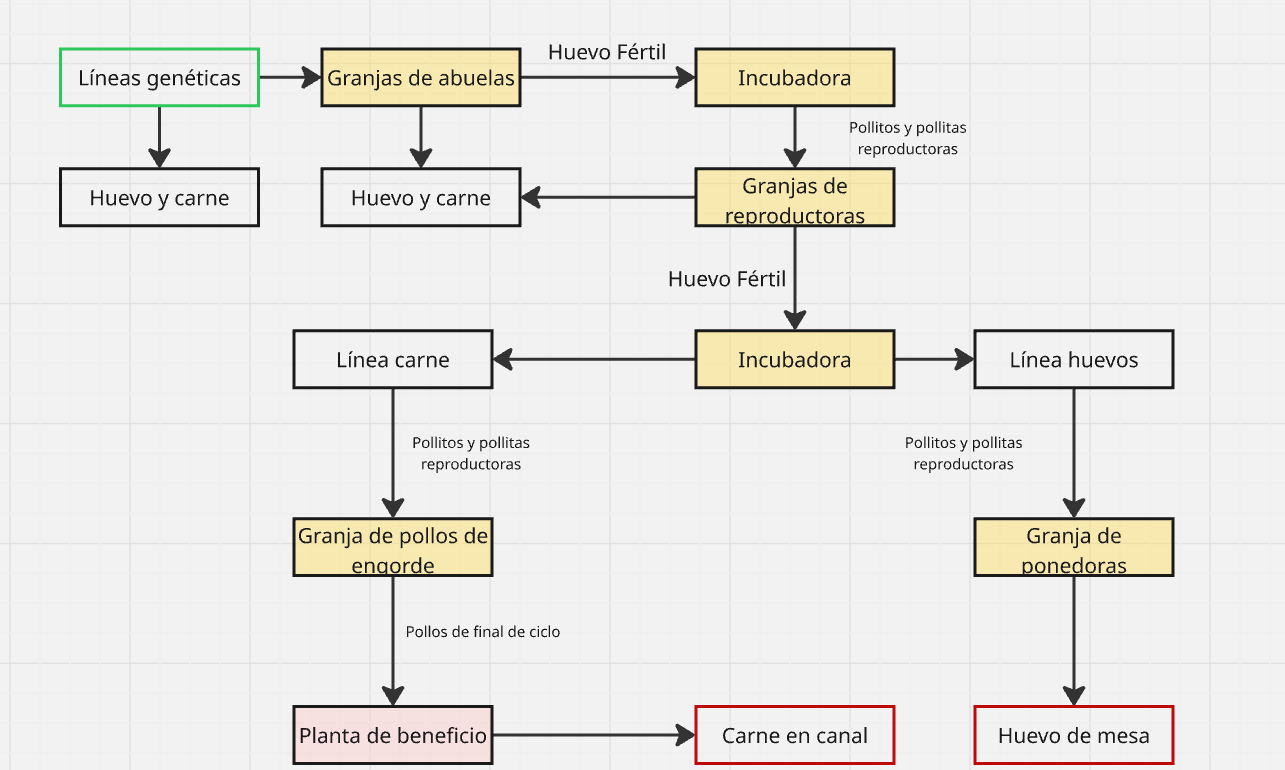 Huevo Fértil
Líneas genéticas
Granjas de abuelas
Incubadora
Pollitos y pollitas
reproductoras
Huevo y carne
Huevo y carne
Granjas de
reproductoras
Huevo Fértil
Línea carne
Incubadora
Línea huevos
Pollitos y pollitas
reproductoras
Pollitos y pollitas
reproductoras
Granja de pollos de
engorde
Granja de
ponedoras
Pollos de final de ciclo
Planta de beneficio
Carne en canal
Huevo de mesa